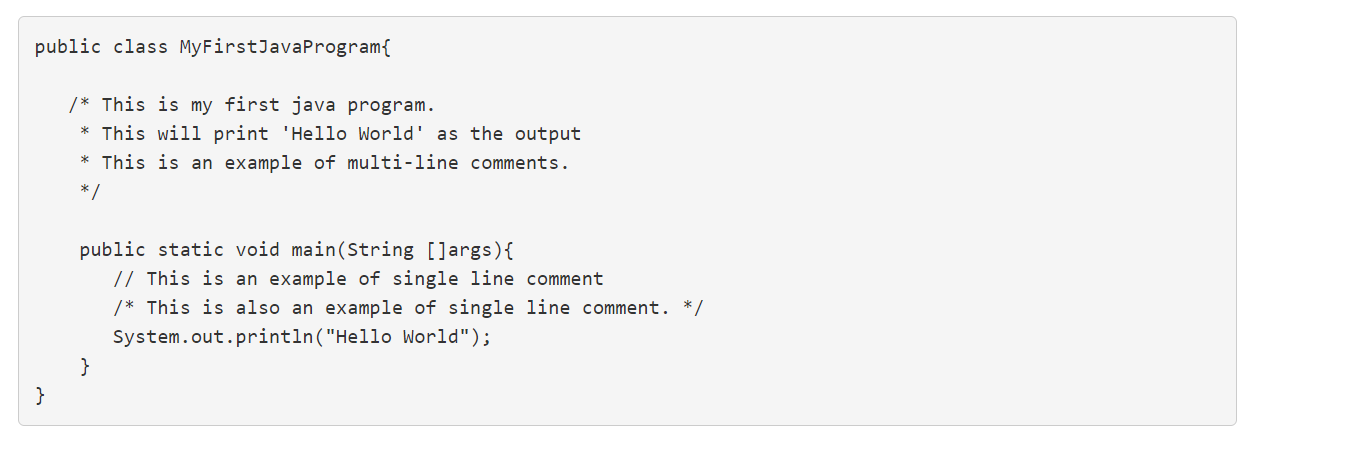 public class MyFirstJavaProgram{
/* This is my first java program.
* This will print 'Hello World' as the output
* This is an example of multi-line comments.
*/
public static void main(String []args){
// This is an example of single line comment
/* This is also an example of single line comment. */
System.out.println("Hello World");
}
}